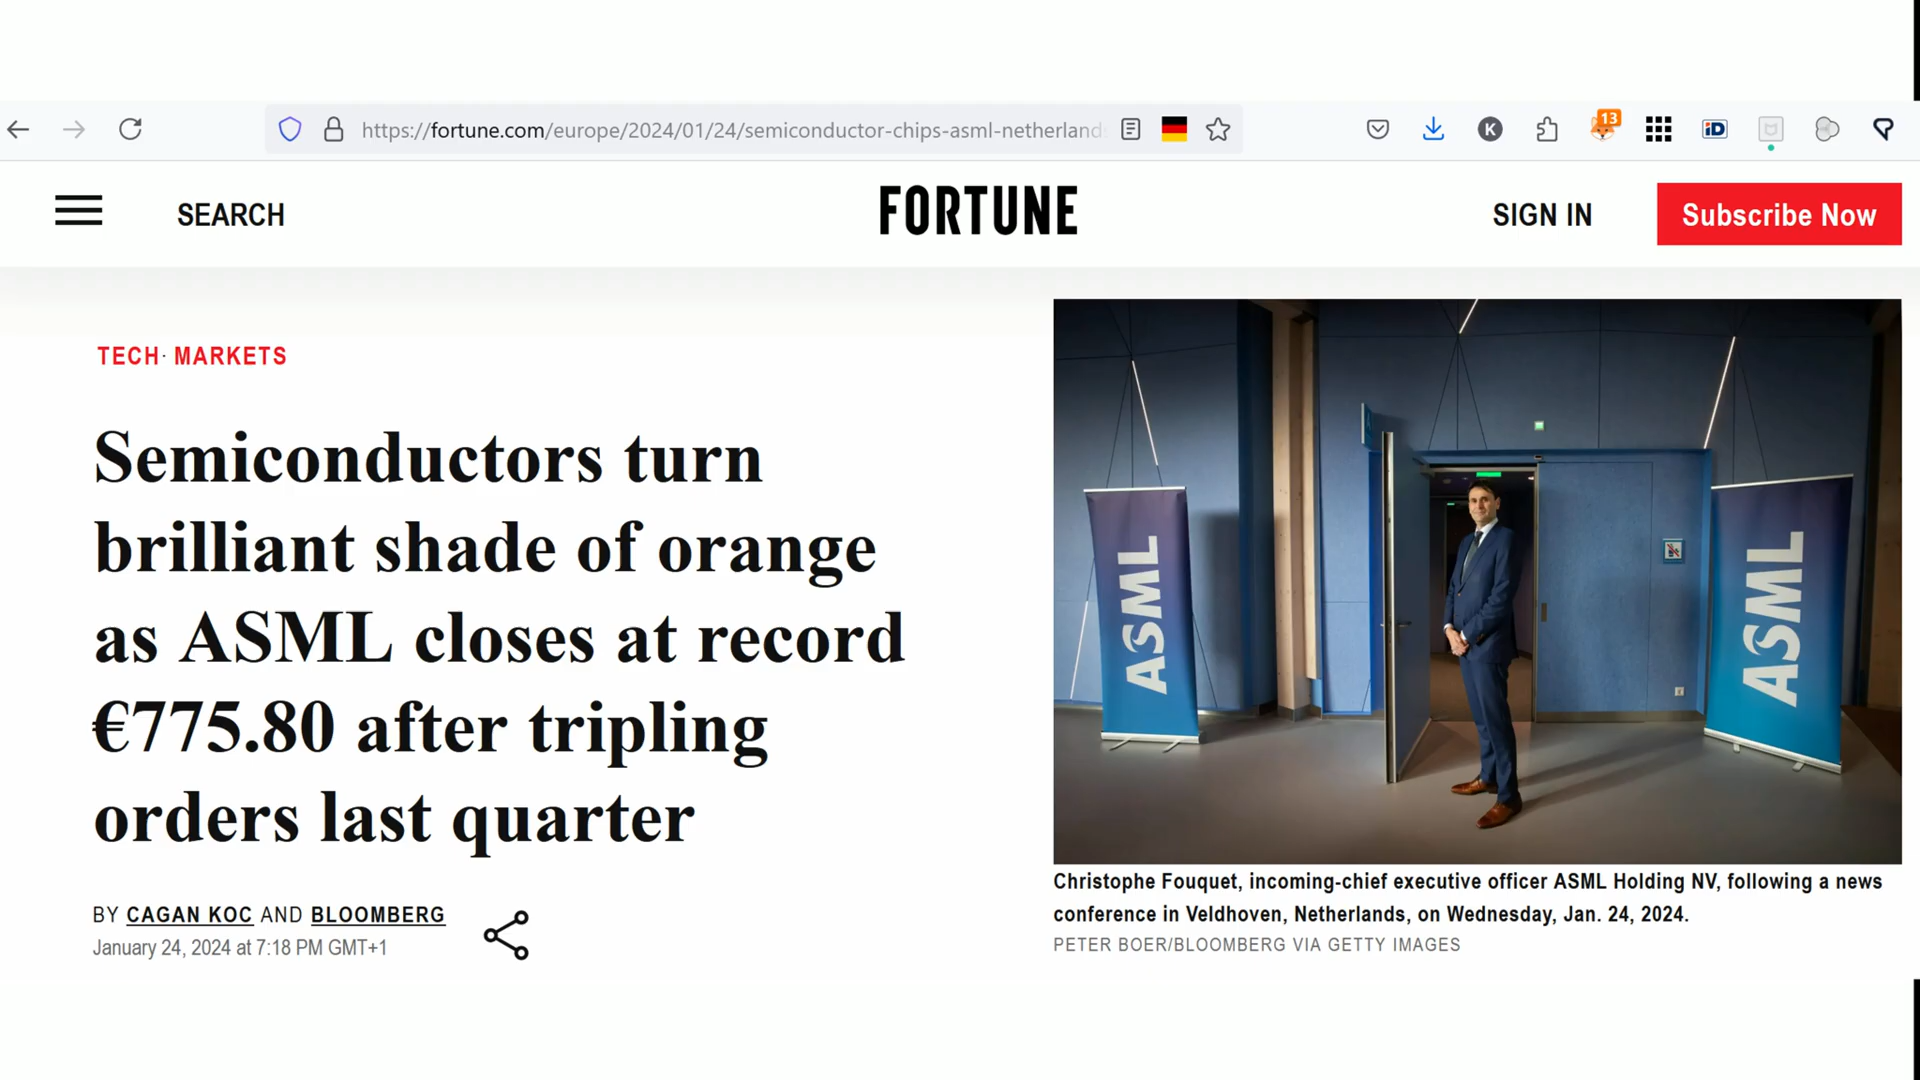 13
https://fortune.com/europe/2024/01/24/semiconductor-chips-asml-netherland
K
iD
SEARCH
FORTUNE
SIGN IN
Subscribe Now
TECH· MARKETS
Semiconductors turn
brilliant shade of orange
as ASML closes at record
€775.80 after tripling
orders last quarter
BY CAGAN KOC AND BLOOMBERG
January 24, 2024 at 7:18 PM GMT+1
ASML
ASML
Christophe Fouquet, incoming-chief executive officer ASML Holding NV, following a news
conference in Veldhoven, Netherlands, on Wednesday, Jan. 24, 2024.
PETER BOER/BLOOMBERG VIA GETTY IMAGES